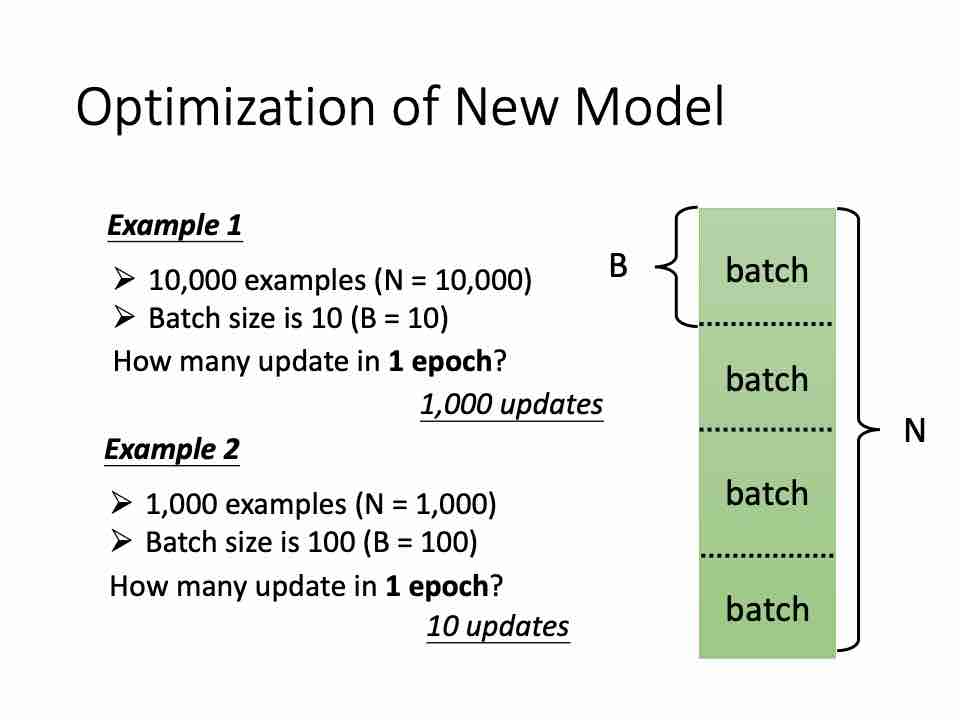 Optimization of New Model
Example 1
➢ 10,000 examples (N = 10,000)
➢ Batch size is 10 (B = 10)
How many update in 1 epoch?
1,000 updates
Example 2
➢ 1,000 examples (N = 1,000)
➢ Batch size is 100 (B = 100)
How many update in 1 epoch?
10 updates
B
batch
batch
batch
batch
N